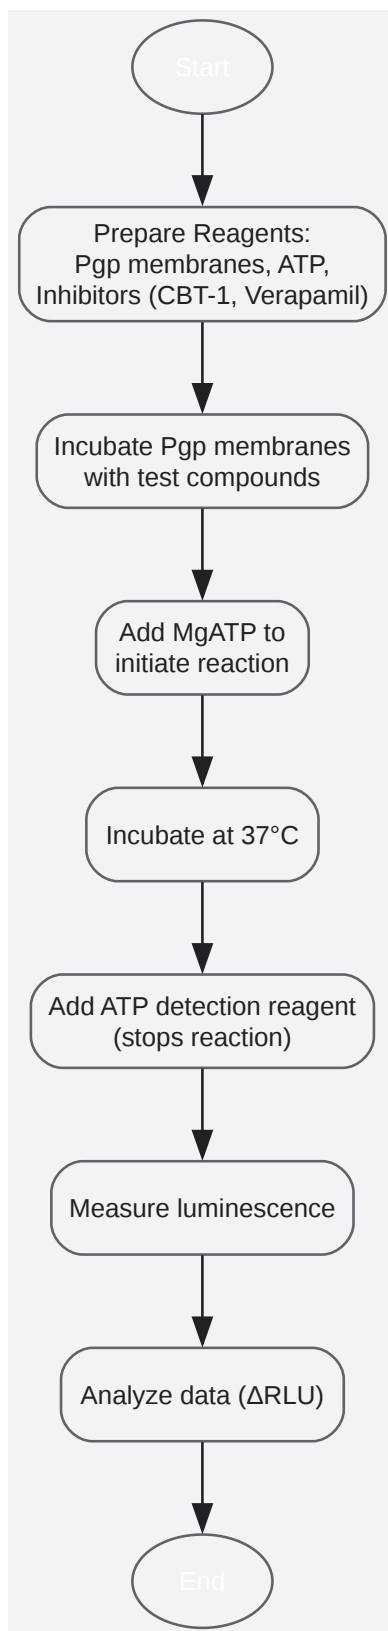 Start
Prepare Reagents:
Pgp membranes, ATP,
Inhibitors (CBT-1, Verapamil)
Incubate Pgp membranes
with test compounds
Add MgATP to
initiate reaction
Incubate at 37°C
Add ATP detection reagent
(stops reaction)
Measure luminescence
Analyze data (ΔRLU)
End